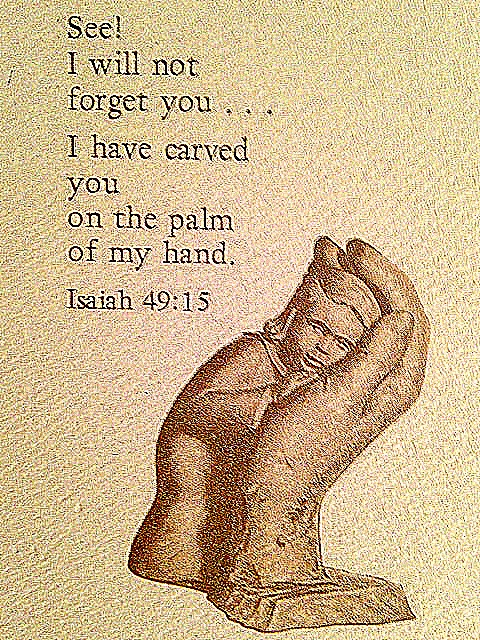 See!
I will not
forget you . . .
I have carved
you
on the palm
of my hand.
Isaiah 49:15